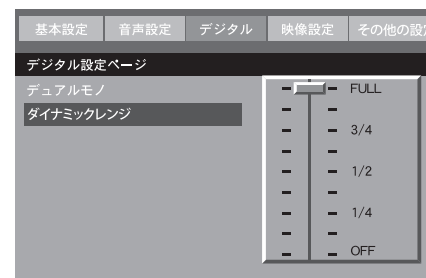 基本設定 音声設定 デジタル 映像設定 その他の設
デジタル設定ページ
デュアルモノ
ダイナミックレンジ
FULL
3/4
1/2
1/4
OFF